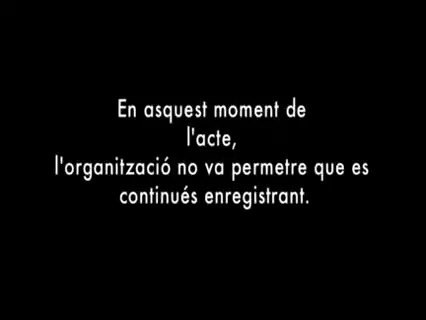 En asquest moment de
l'acte,
l'organització no va permetre que es
continués enregistrant.